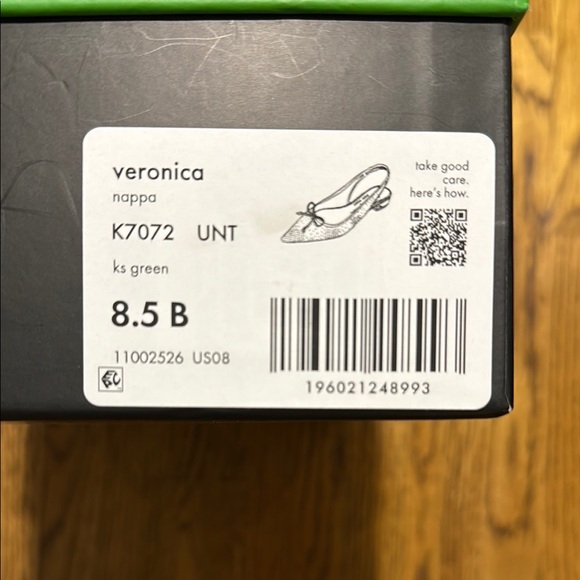 veronica
nappa
K7072 UNT
ks green
8.5 B
11002526 US08
take good
care.
here's how.
196021248993